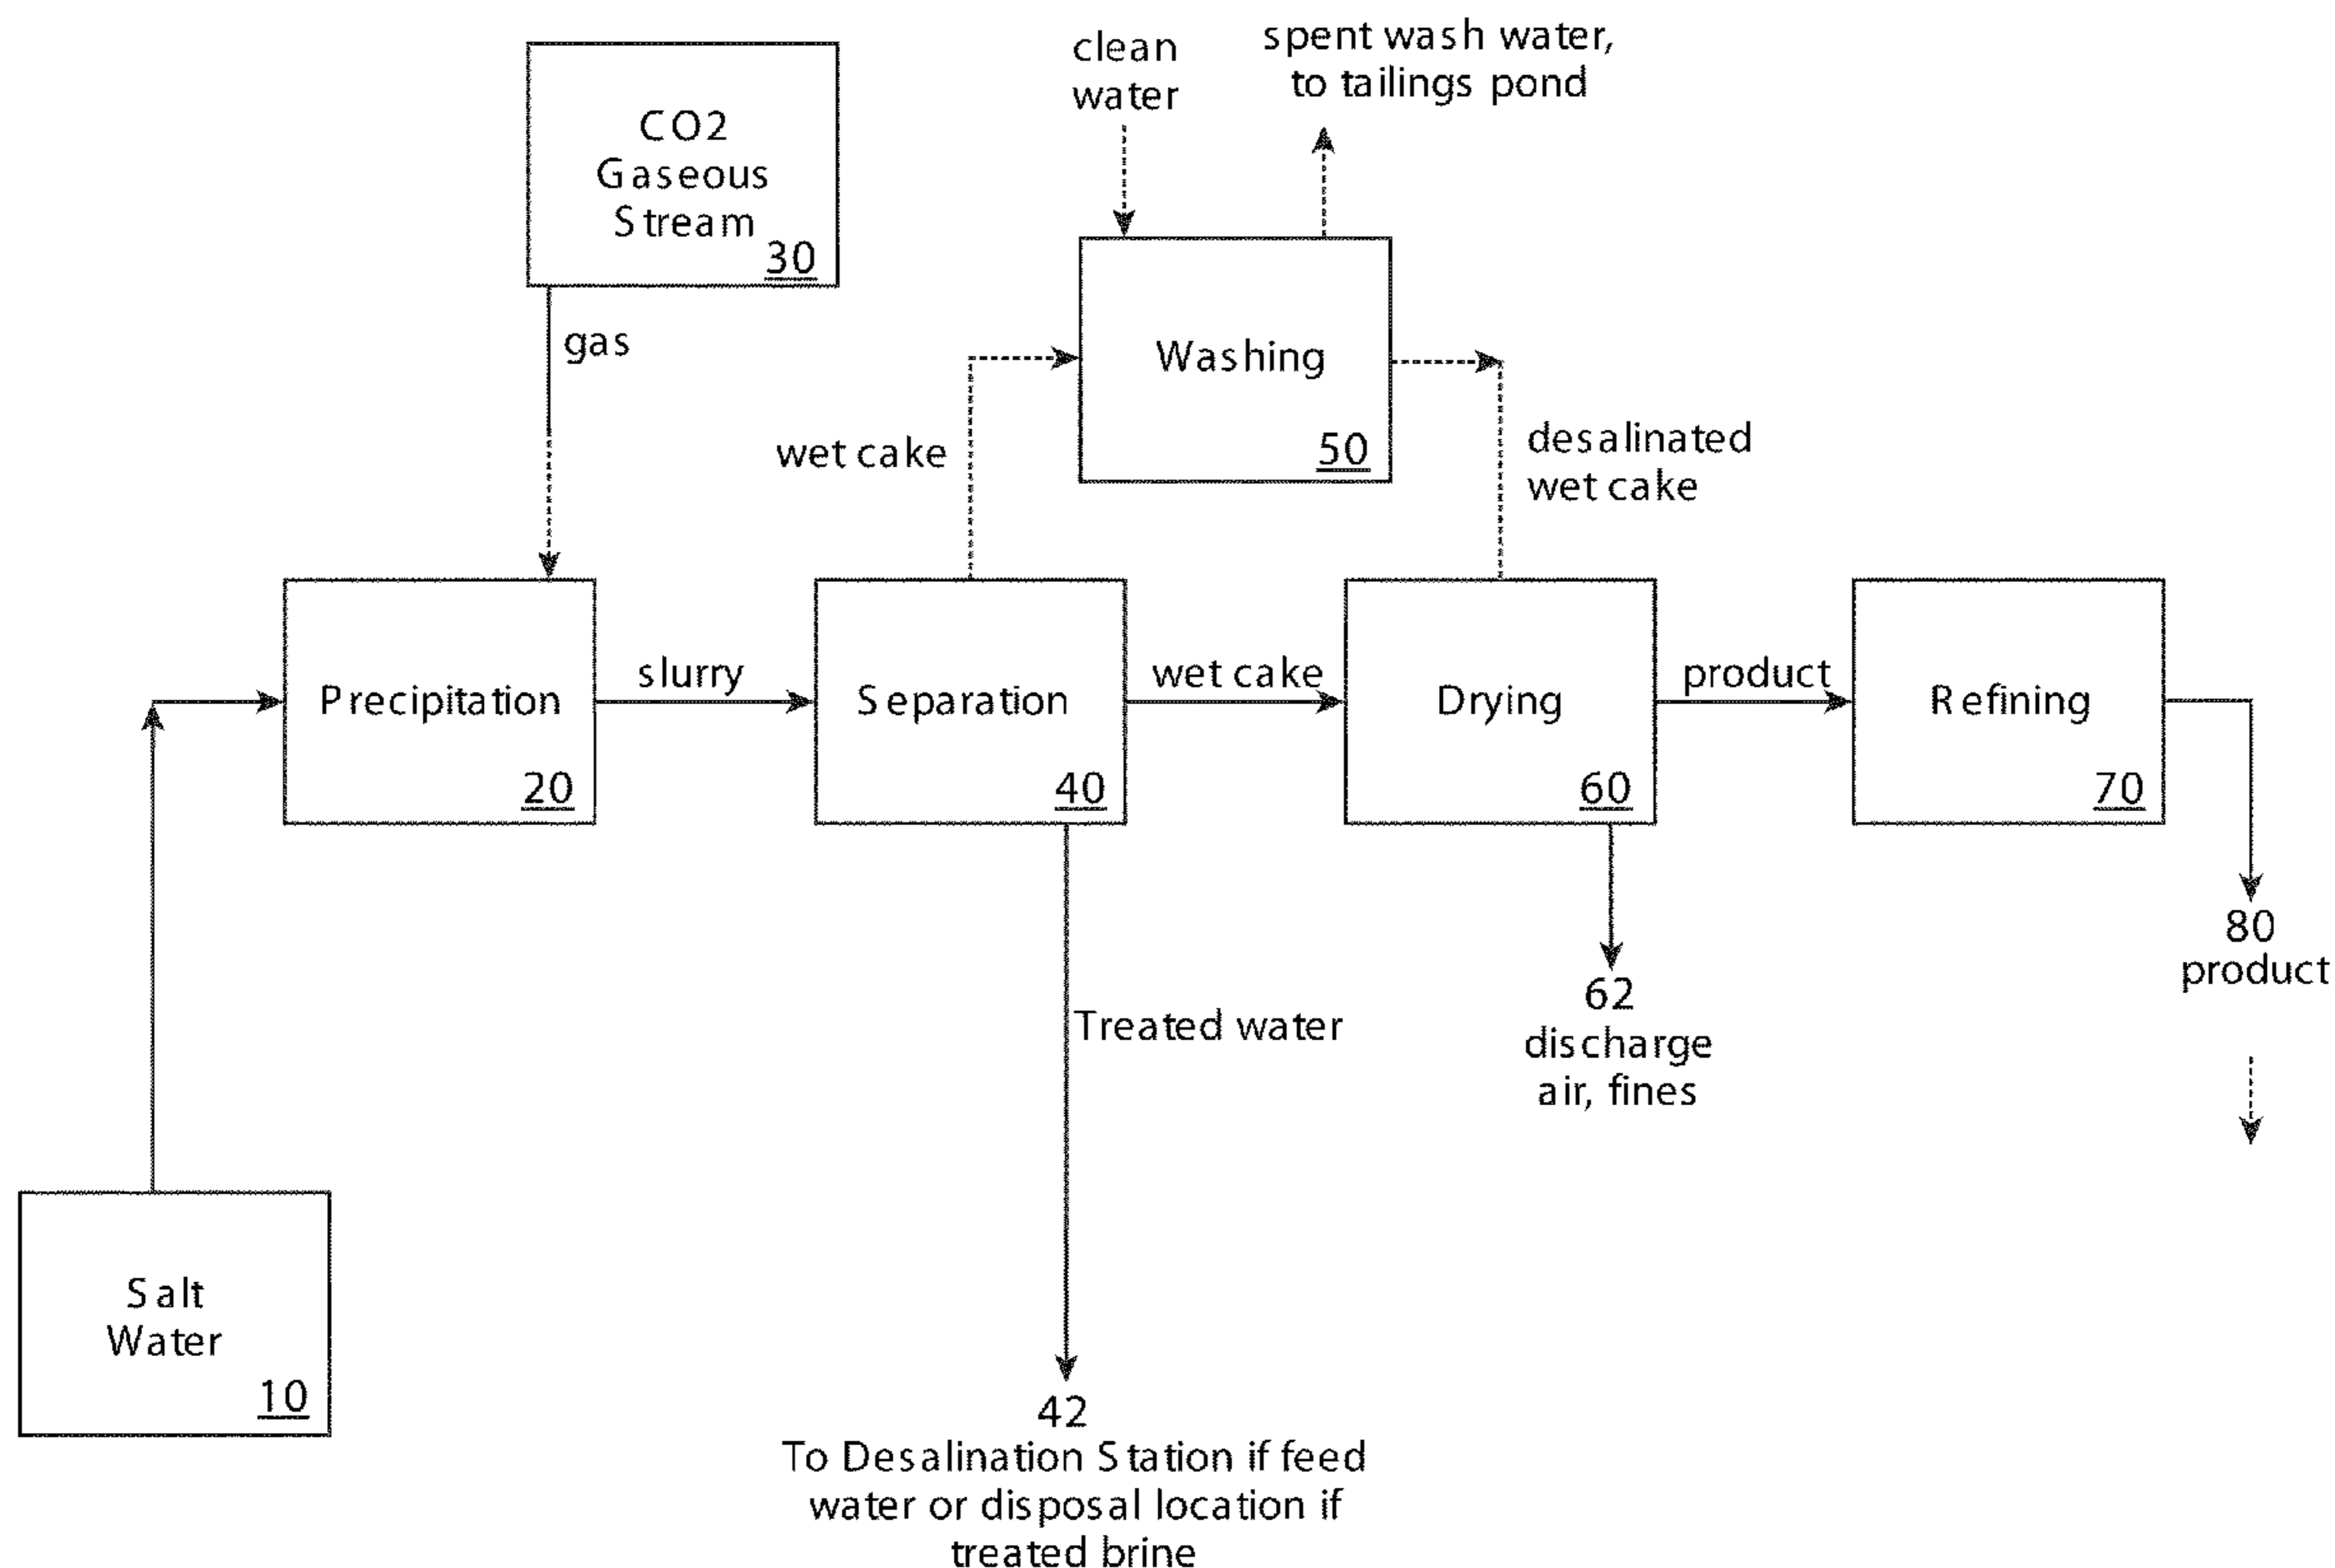 clean
water
spent wash water,
to tailings pond
CO2
Gaseous
Stream
30
gas
Washing
50
wet cake
desalinated
wet cake
Precipitation
20
slurry
Separation
40
wet cake
Drying
60
product
Refining
70
80
product
Treated water
62
discharge
air, fines
Salt
Water
10
42
To Desalination Station if feed
water or disposal location if
treated brine